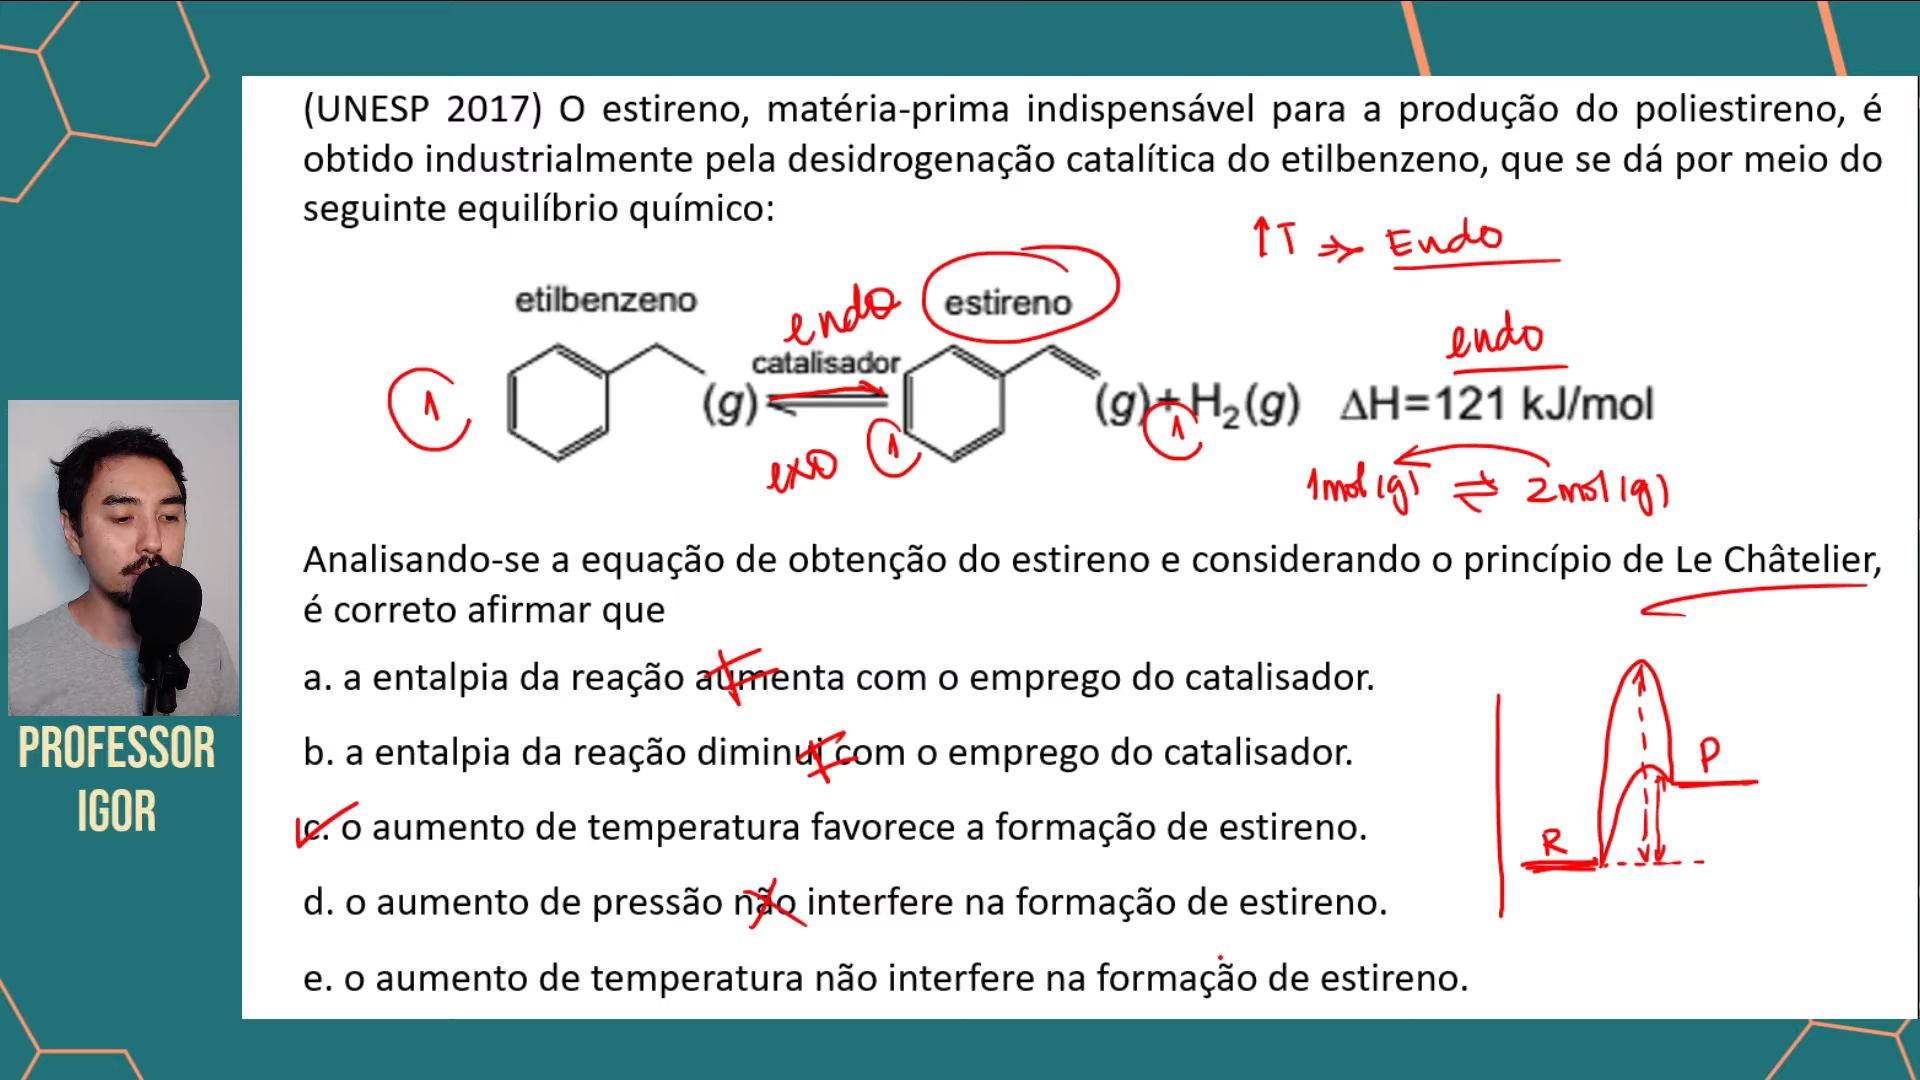 (UNESP 2017) O estireno, matéria-prima indispensável para a produção do poliestireno, é
obtido industrialmente pela desidrogenação catalítica do etilbenzeno, que se dá por meio do
seguinte equilíbrio químico:
↑T ⇒ Endo
etilbenzeno
endo
estireno
endo
catalisador
1
(g) ⇌ (g) + H₂(g) ΔH=121 kJ/mol
1
1
exo
1mol(g) ⇌ 2mol(g)
Analisando-se a equação de obtenção do estireno e considerando o princípio de Le Châtelier,
é correto afirmar que
a. a entalpia da reação aumenta com o emprego do catalisador.
b. a entalpia da reação diminui com o emprego do catalisador.
c. o aumento de temperatura favorece a formação de estireno.
d. o aumento de pressão não interfere na formação de estireno.
e. o aumento de temperatura não interfere na formação de estireno.
P
R
PROFESSOR
IGOR